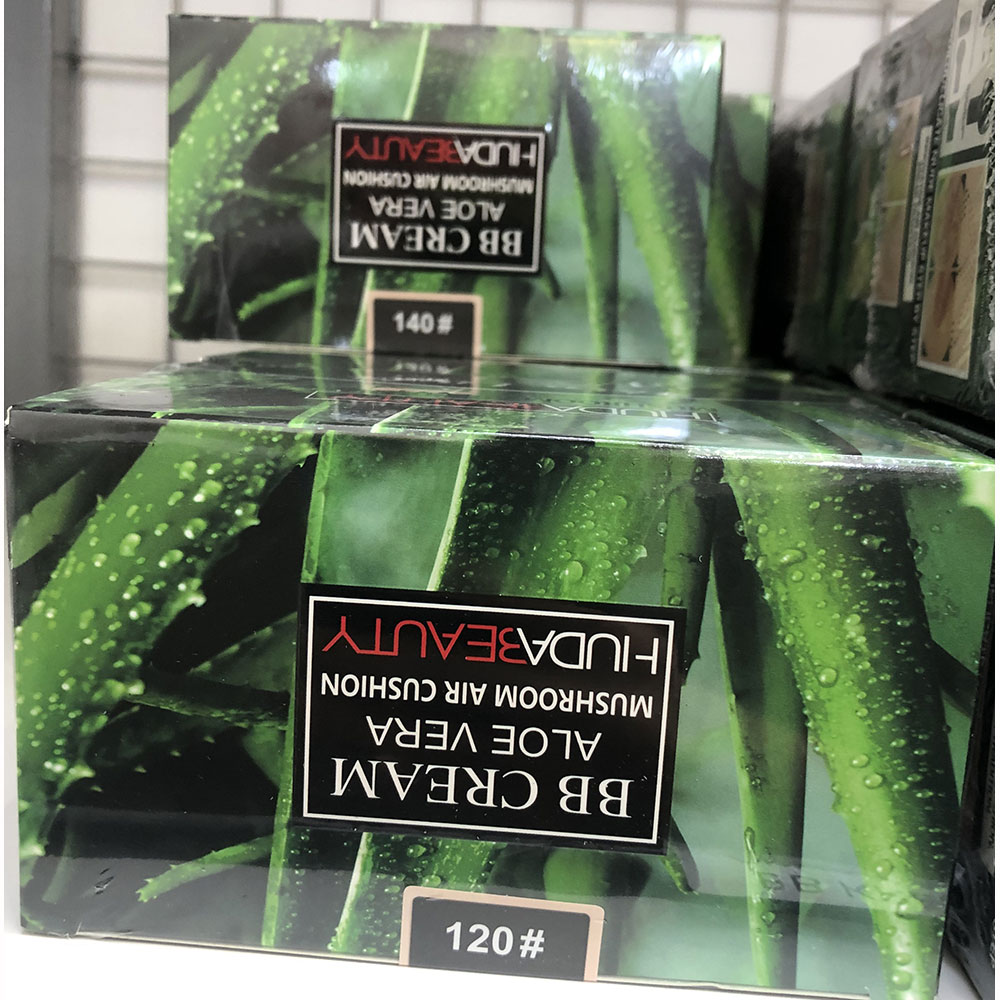 BB CREAM
ALOE VERA
MUSHROOM AIR CUSHION
HUDABEAUTY
140#
BB CREAM
ALOE VERA
MUSHROOM AIR CUSHION
HUDABEAUTY
120#